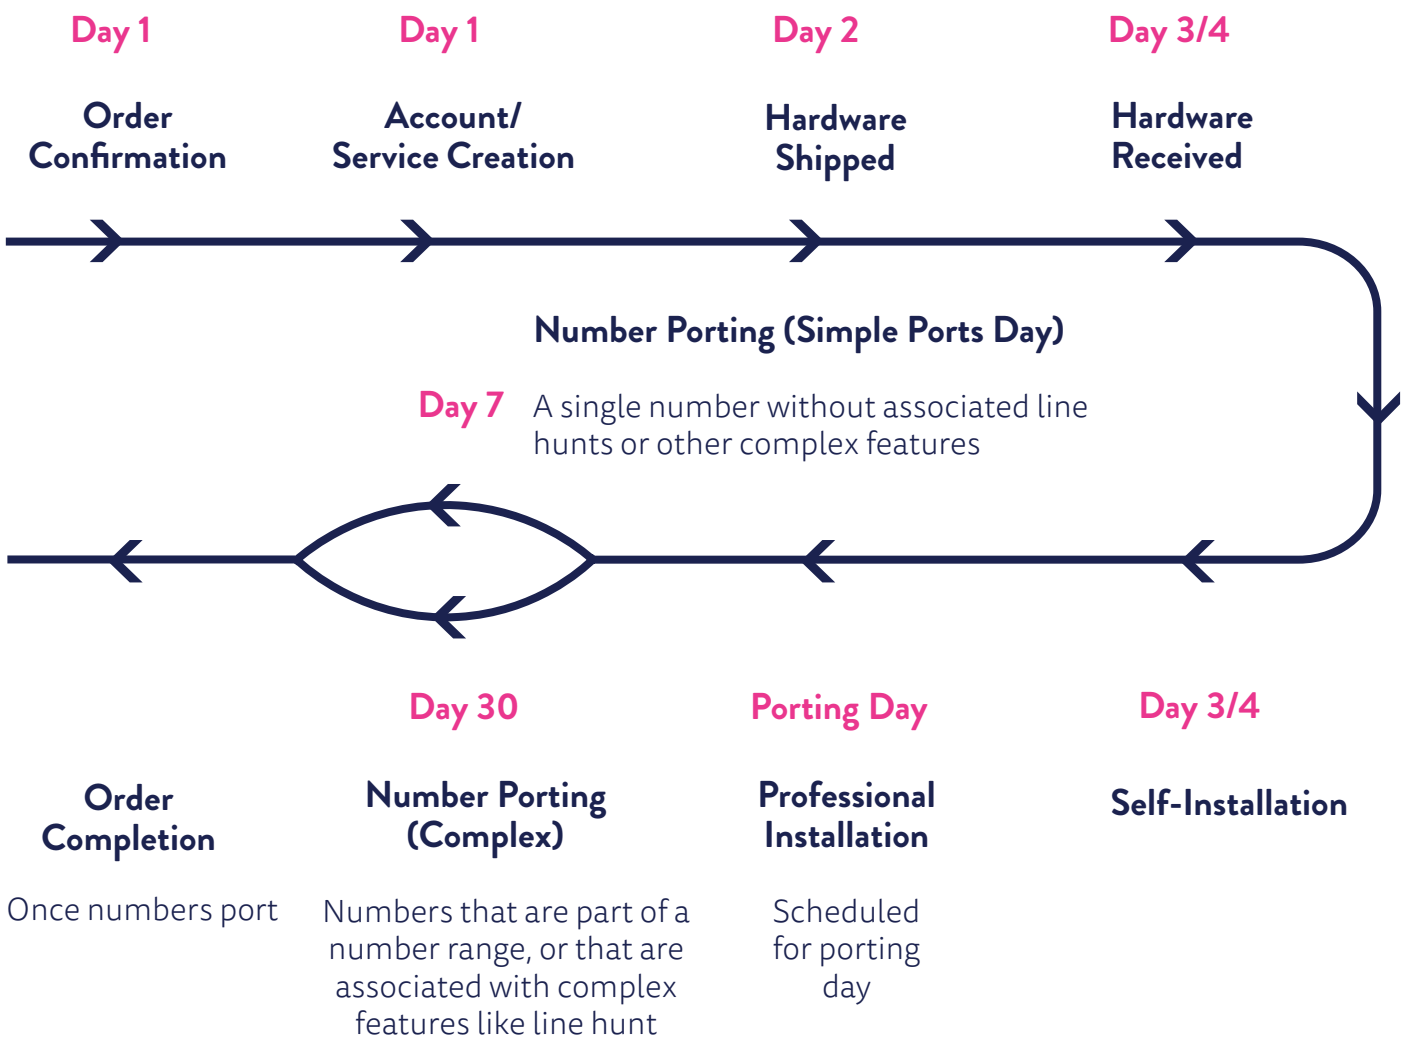 Day 1
Order
Confirmation
Day 1
Account/
Service Creation
Day 2
Hardware
Shipped
Day 3/4
Hardware
Received
Number Porting (Simple Ports Day)
Day 7
A single number without associated line
hunts or other complex features
Day 3/4
Self-Installation
Porting Day
Professional
Installation
Scheduled
for porting
day
Day 30
Number Porting
(Complex)
Numbers that are part of a
number range, or that are
associated with complex
features like line hunt
Order
Completion
Once numbers port